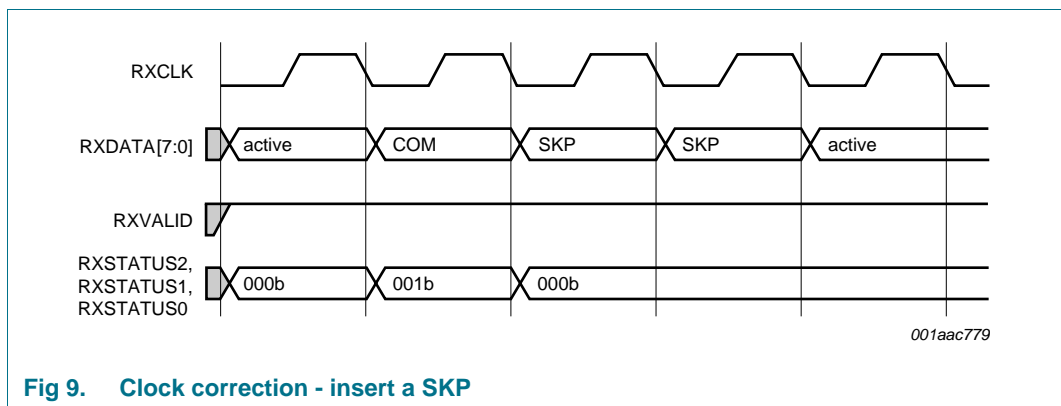 RXCLK
RXDATA[7:0]
active
COM
SKP
SKP
active
RXVALID
RXSTATUS2,
RXSTATUS1,
RXSTATUS0
000b
001b
000b
001aac779
Fig 9. Clock correction - insert a SKP